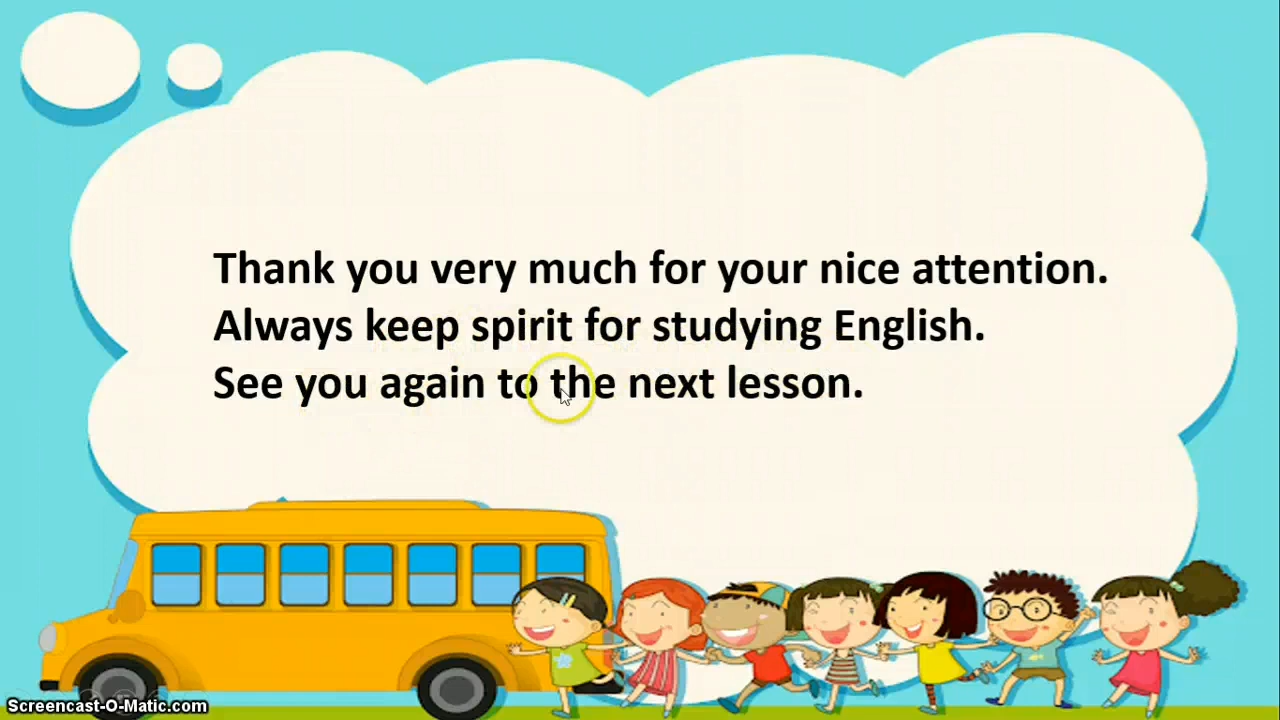 Thank you very much for your nice attention.
Always keep spirit for studying English.
See you again to the next lesson.
Screencast-O-Matic.com